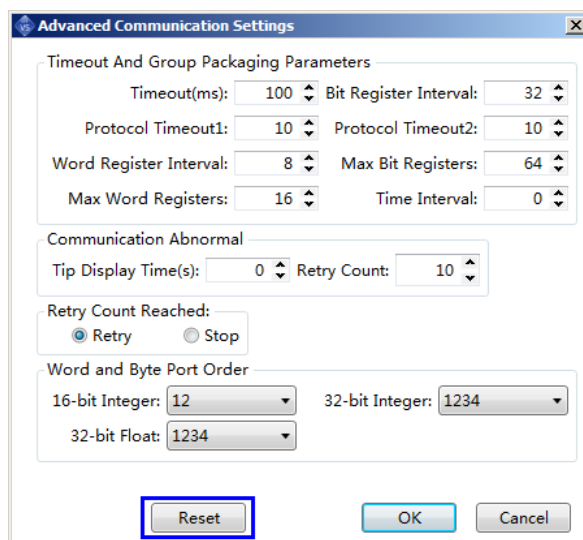 VS Advanced Communication Settings
Timeout And Group Packaging Parameters
Timeout(ms): 100 Bit Register Interval: 32
Protocol Timeout1: 10 Protocol Timeout2: 10
Word Register Interval: 8 Max Bit Registers: 64
Max Word Registers: 16 Time Interval: 0
Communication Abnormal
Tip Display Time(s): 0 Retry Count: 10
Retry Count Reached:
Retry Stop
Word and Byte Port Order
16-bit Integer: 12 32-bit Integer: 1234
32-bit Float: 1234
Reset OK Cancel